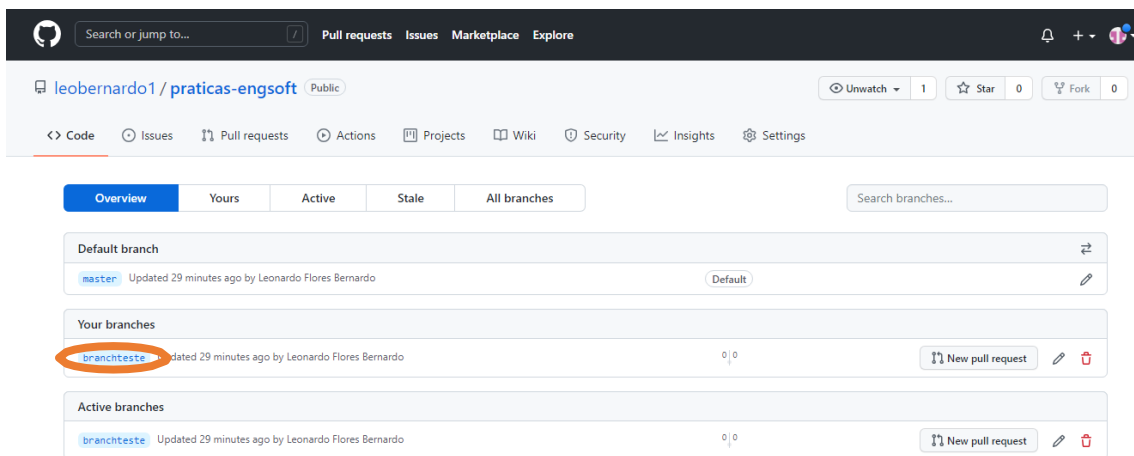 Search or jump to... / Pull requests Issues Marketplace Explore
leobernardo1 / praticas-engsoft Public Unwatch 1 Star 0 Fork 0
<> Code Issues Pull requests Actions Projects Wiki Security Insights Settings
Overview Yours Active Stale All branches Search branches...
Default branch
master Updated 29 minutes ago by Leonardo Flores Bernardo Default
Your branches
branchteste dated 29 minutes ago by Leonardo Flores Bernardo 0 | 0 New pull request
Active branches
branchteste Updated 29 minutes ago by Leonardo Flores Bernardo 0 | 0 New pull request